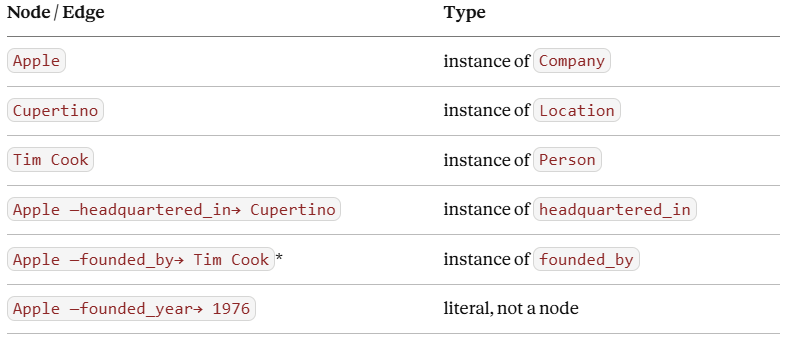 Node / Edge Type
Apple instance of Company
Cupertino instance of Location
Tim Cook instance of Person
Apple —headquartered_in→ Cupertino instance of headquartered_in
Apple —founded_by→ Tim Cook* instance of founded_by
Apple —founded_year→ 1976 literal, not a node